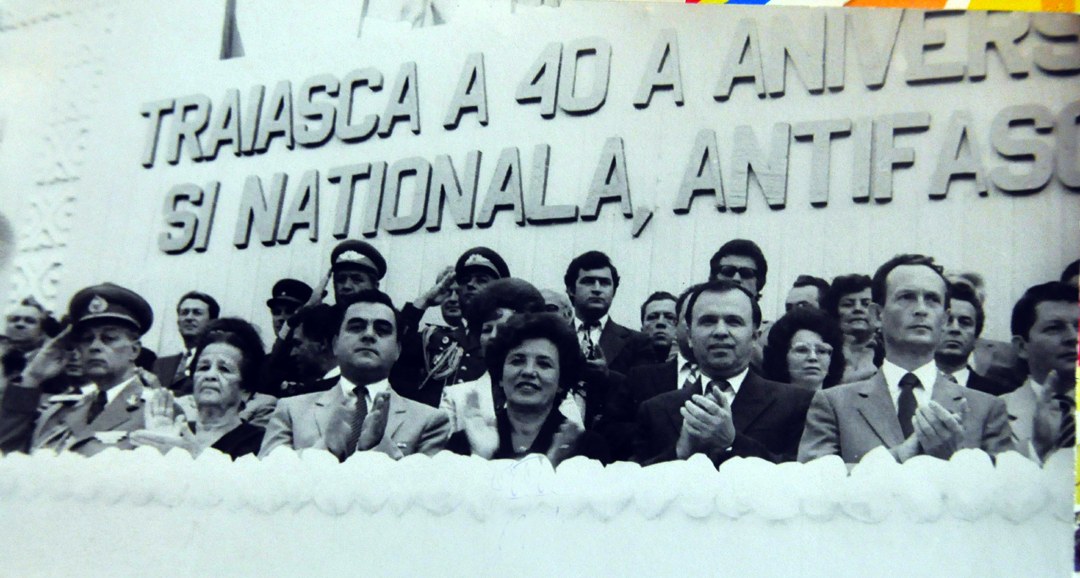 TRAIASCA A 40 A ANIVERS
SI NATIONALA, ANTIFASC